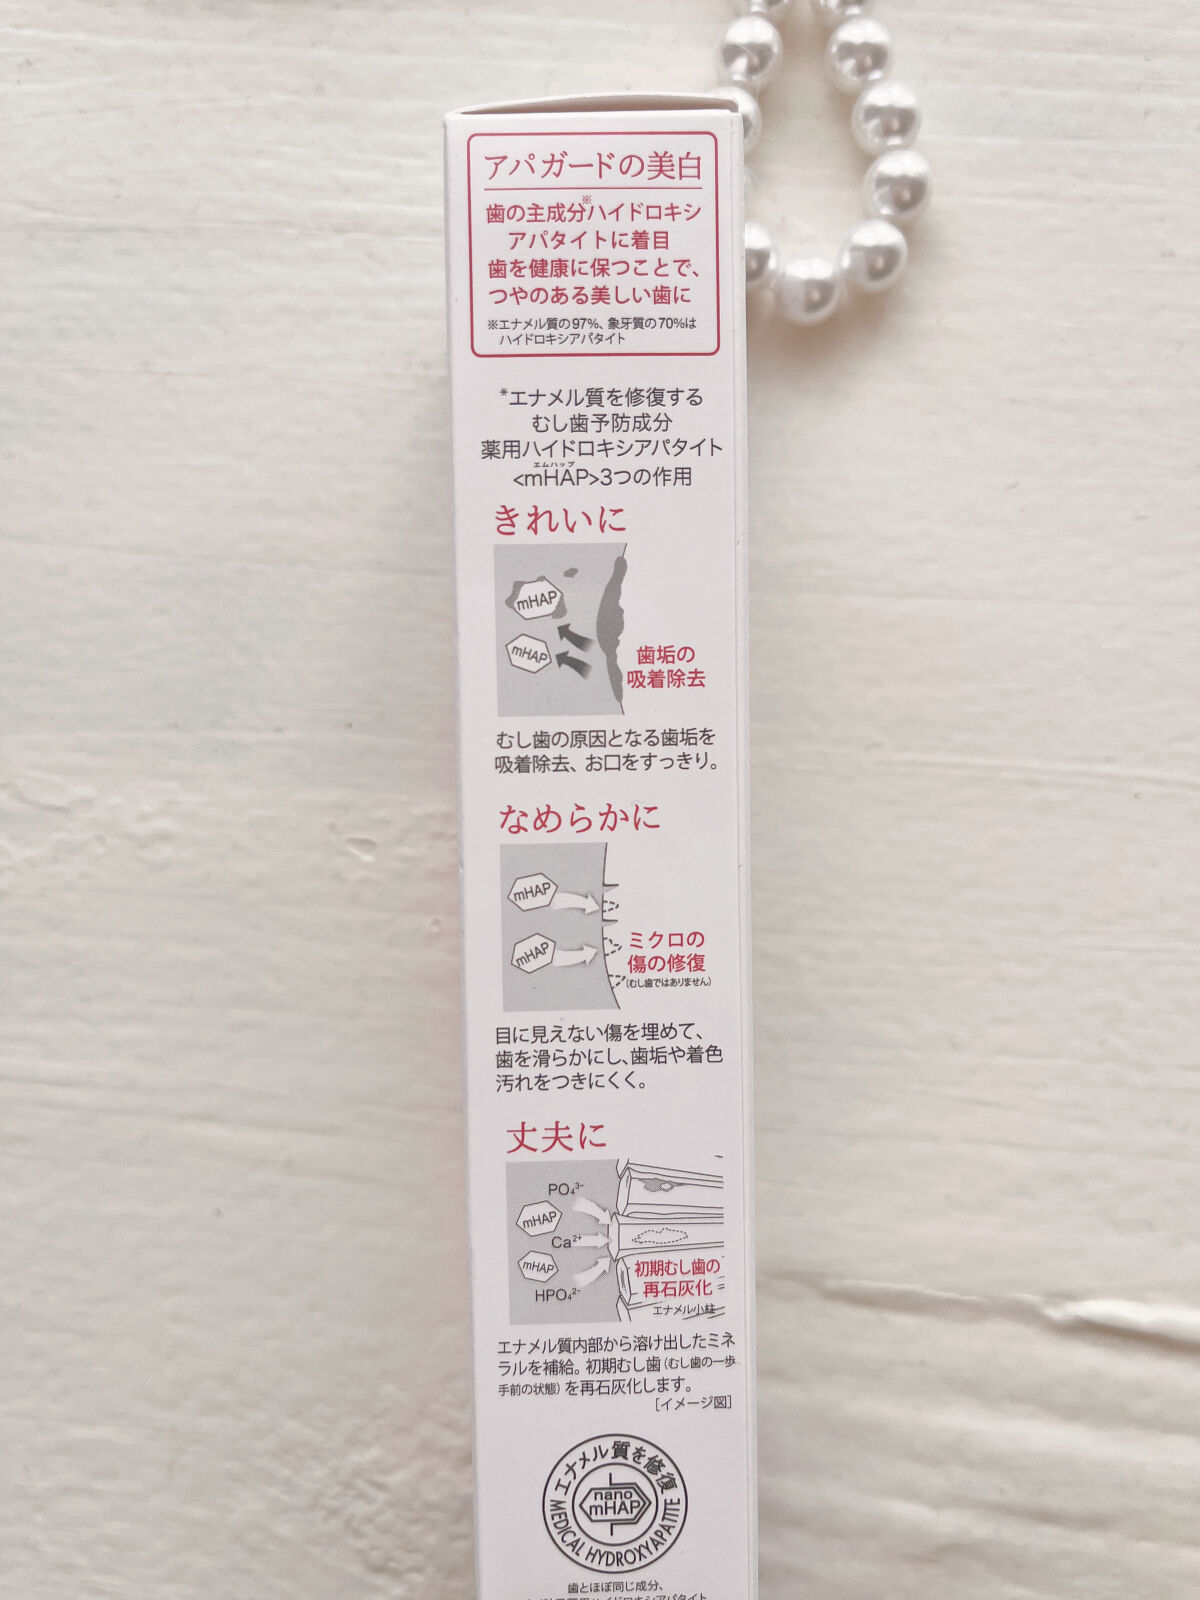 アパガードの美白
歯の主成分※ハイドロキシ
アパタイトに着目
歯を健康に保つことで、
つやのある美しい歯に
※エナメル質の97%、象牙質の70%は
ハイドロキシアパタイト
*エナメル質を修復する
むし歯予防成分
薬用ハイドロキシアパタイト
エムハップ
<mHAP>3つの作用
きれいに
mHAP
mHAP
歯垢の
吸着除去
むし歯の原因となる歯垢を
吸着除去、お口をすっきり。
なめらかに
mHAP
mHAP
ミクロの
傷の修復
(むし歯ではありません)
目に見えない傷を埋めて、
歯を滑らかにし、歯垢や着色
汚れをつきにくく。
丈夫に
PO₄³⁻
mHAP
Ca²⁺
mHAP
HPO₄²⁻
初期むし歯の
再石灰化
エナメル小柱
エナメル質内部から溶け出したミネ
ラルを補給。初期むし歯(むし歯の一歩
手前の状態)を再石灰化します。
[イメージ図]
エナメル質を修復
nano
mHAP
MEDICAL HYDROXYAPATITE
歯とほぼ同じ成分、
薬用ハイドロキシアパタイト